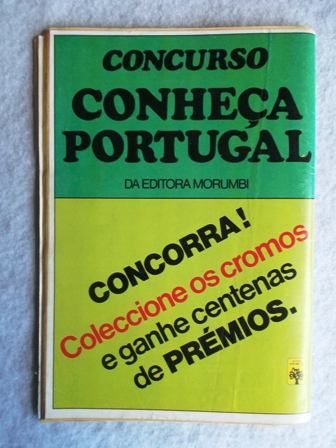 CONCURSO
CONHEÇA
PORTUGAL
DA EDITORA MORUMBI
CONCORRA!
Coleccione os cromos
e ganhe centenas
de PRÉMIOS.